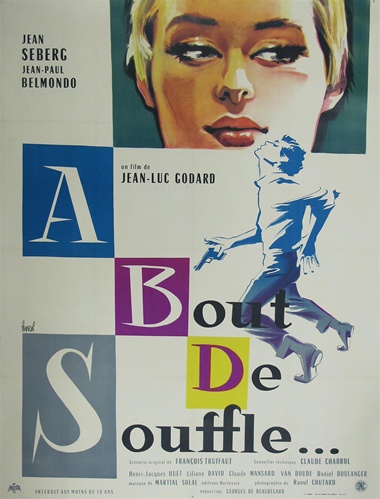 JEAN
SEBERG
JEAN-PAUL
BELMONDO
un film de
JEAN-LUC GODARD
A
Bout
De
Souffle...
Scénario original de FRANÇOIS TRUFFAUT Conseiller technique CLAUDE CHABROL
Henri-Jacques HUET Liliane DAVID Claude MANSARD VAN DOUDE Daniel BOULANGER
musique de MARTIAL SOLAL éditions Hortensia photographie de Raoul COUTARD
INTERDIT AUX MOINS DE 18 ANS PRODUCTION GEORGES DE BEAUREGARD